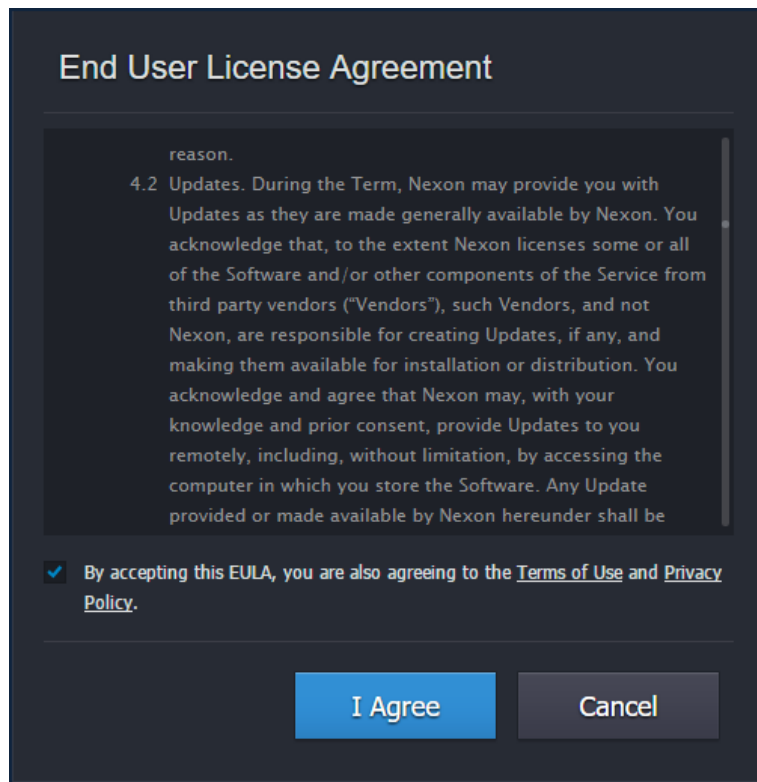 End User License Agreement
reason.
4.2 Updates. During the Term, Nexon may provide you with
Updates as they are made generally available by Nexon. You
acknowledge that, to the extent Nexon licenses some or all
of the Software and/or other components of the Service from
third party vendors (“Vendors”), such Vendors, and not
Nexon, are responsible for creating Updates, if any, and
making them available for installation or distribution. You
acknowledge and agree that Nexon may, with your
knowledge and prior consent, provide Updates to you
remotely, including, without limitation, by accessing the
computer in which you store the Software. Any Update
provided or made available by Nexon hereunder shall be
By accepting this EULA, you are also agreeing to the Terms of Use and Privacy
Policy.
I Agree
Cancel